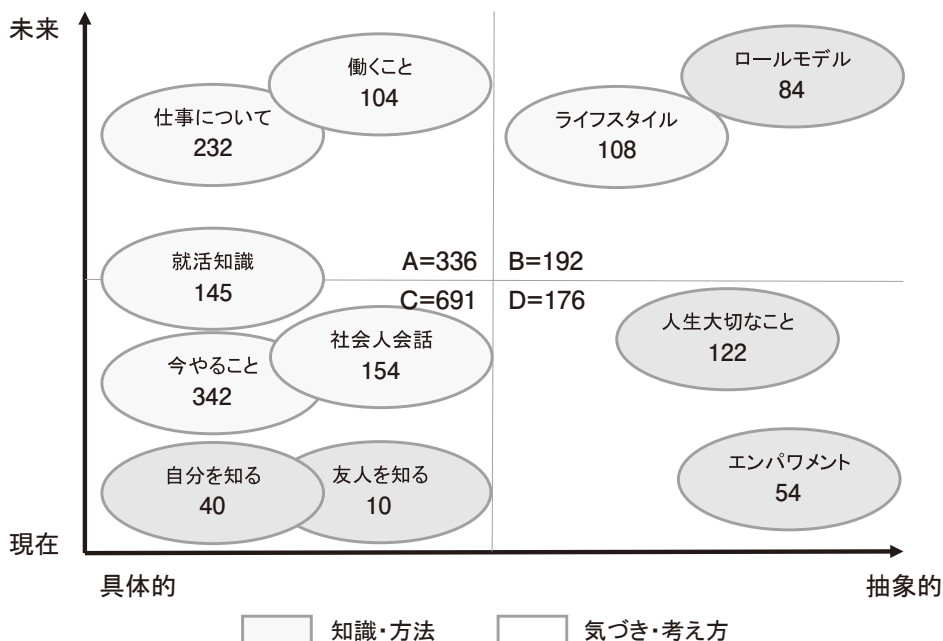 未来
働くこと
104
仕事について
232
ロールモデル
84
ライフスタイル
108
就活知識
145
A=336
B=192
C=691
D=176
社会人会話
154
今やること
342
人生大切なこと
122
自分を知る
40
友人を知る
10
エンパワメント
54
現在
具体的
抽象的
知識・方法
気づき・考え方